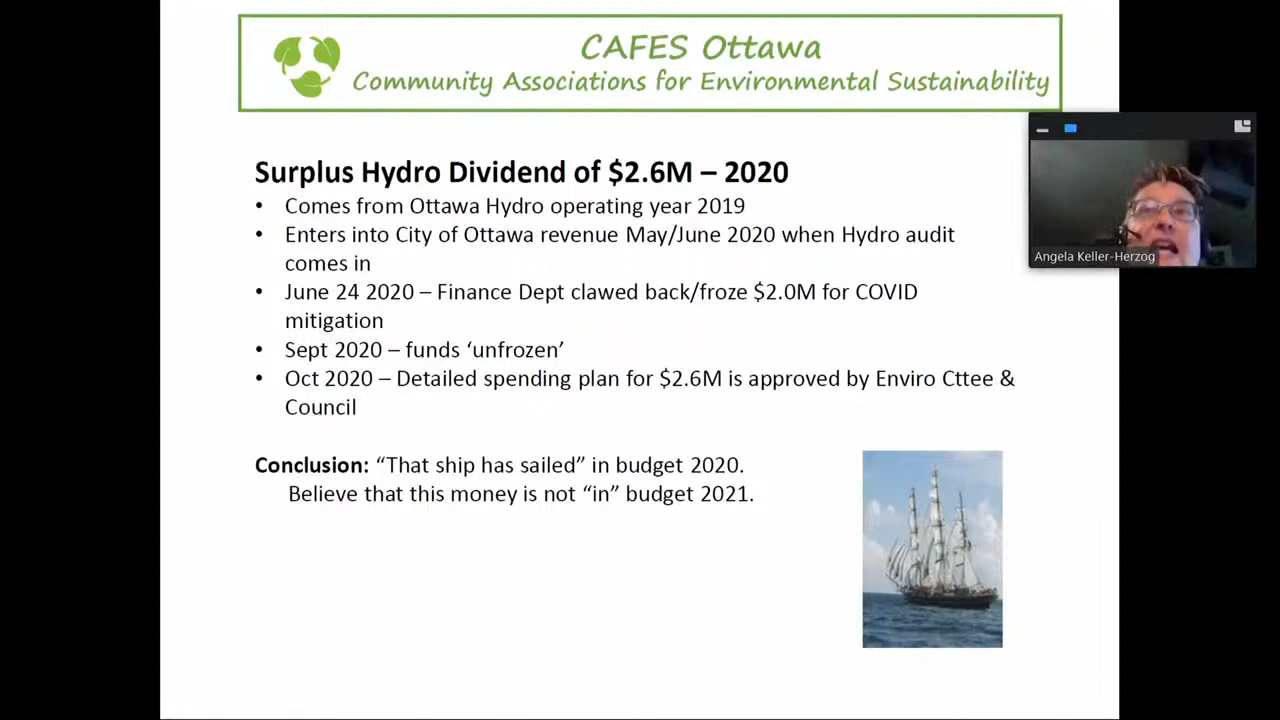 CAFES Ottawa
Community Associations for Environmental Sustainability
Surplus Hydro Dividend of $2.6M – 2020
• Comes from Ottawa Hydro operating year 2019
• Enters into City of Ottawa revenue May/June 2020 when Hydro audit
comes in
• June 24 2020 – Finance Dept clawed back/froze $2.0M for COVID
mitigation
• Sept 2020 – funds ‘unfrozen’
• Oct 2020 – Detailed spending plan for $2.6M is approved by Enviro Cttee &
Council
Conclusion: “That ship has sailed” in budget 2020.
Believe that this money is not “in” budget 2021.
Angela Keller-Herzog